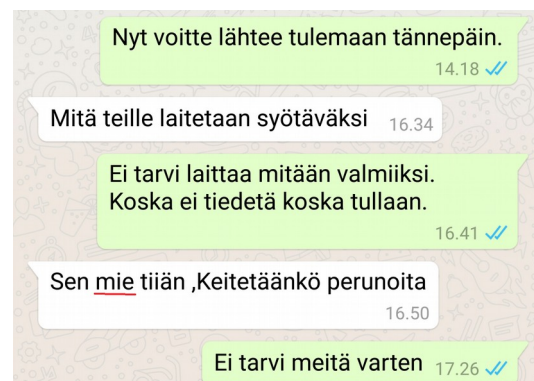 Nyt voitte lähtee tulemaan tännepäin.
14.18
Mitä teille laitetaan syötäväksi 16.34
Ei tarvi laittaa mitään valmiiksi.
Koska ei tiedetä koska tullaan.
16.41
Sen mie tiiän ,Keitetäänkö perunoita
16.50
Ei tarvi meitä varten 17.26